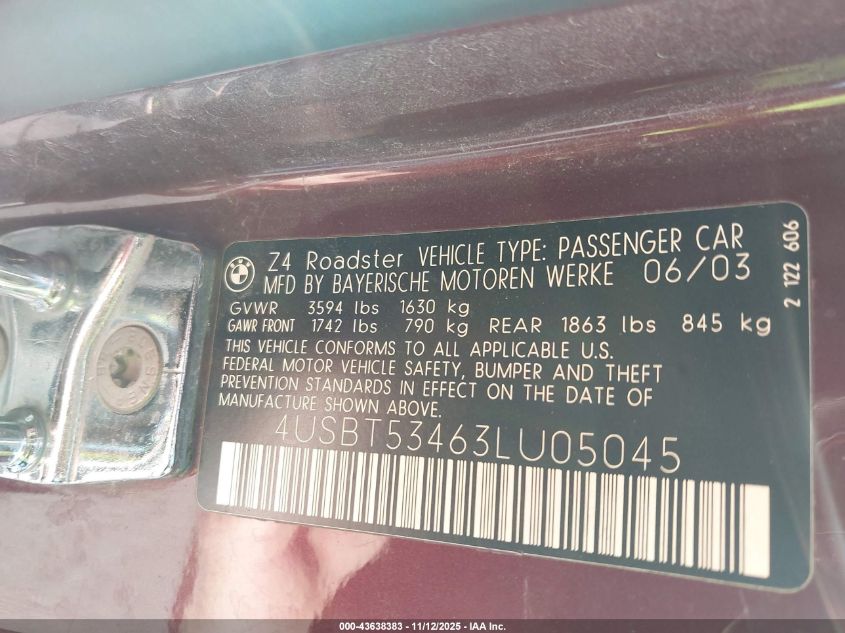 BMW
Z4 Roadster VEHICLE TYPE: PASSENGER CAR
MFD BY BAYERISCHE MOTOREN WERKE 06/03
GVWR 3594 lbs 1630 kg
GAWR FRONT 1742 lbs 790 kg REAR 1863 lbs 845 kg
THIS VEHICLE CONFORMS TO ALL APPLICABLE U.S.
FEDERAL MOTOR VEHICLE SAFETY, BUMPER AND THEFT
PREVENTION STANDARDS IN EFFECT ON THE DATE OF
MANUFACTURE SHOWN ABOVE.
4USBT53463LU05045
2 122 606
000-43638383 - 11/12/2025 - IAA Inc.